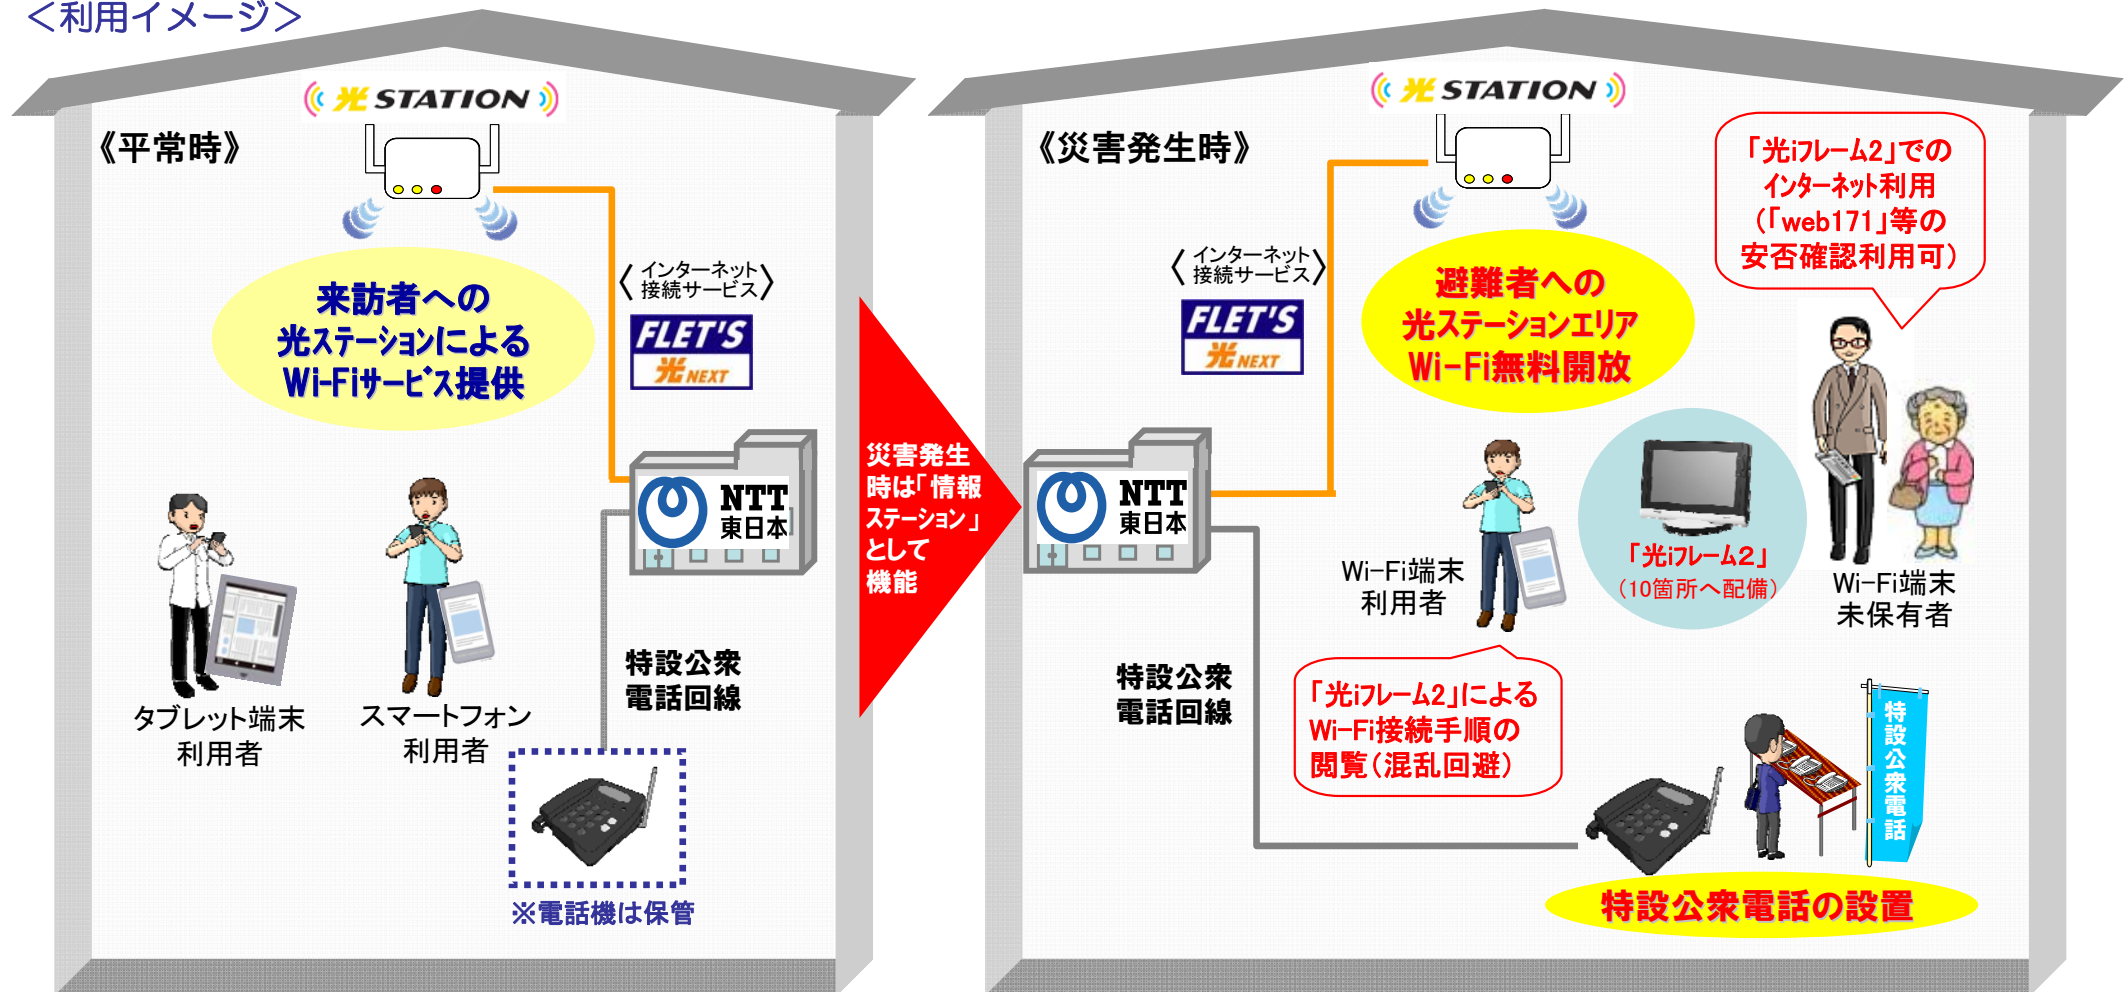 ＜利用イメージ＞
光 STATION
《平常時》
来訪者への
光ステーションによる
Wi-Fiサービス提供
インターネット
接続サービス
FLET'S
光 NEXT
NTT
東日本
タブレット端末
利用者
スマートフォン
利用者
特設公衆
電話回線
※電話機は保管
災害発生
時は「情報
ステーション」
として
機能
光 STATION
《災害発生時》
「光iフレーム2」での
インターネット利用
（「web171」等の
安否確認利用可）
インターネット
接続サービス
FLET'S
光 NEXT
避難者への
光ステーションエリア
Wi-Fi無料開放
NTT
東日本
Wi-Fi端末
利用者
「光iフレーム2」
（10箇所へ配備）
Wi-Fi端末
未保有者
特設公衆
電話回線
「光iフレーム2」による
Wi-Fi接続手順の
閲覧（混乱回避）
特設公衆電話
特設公衆電話の設置